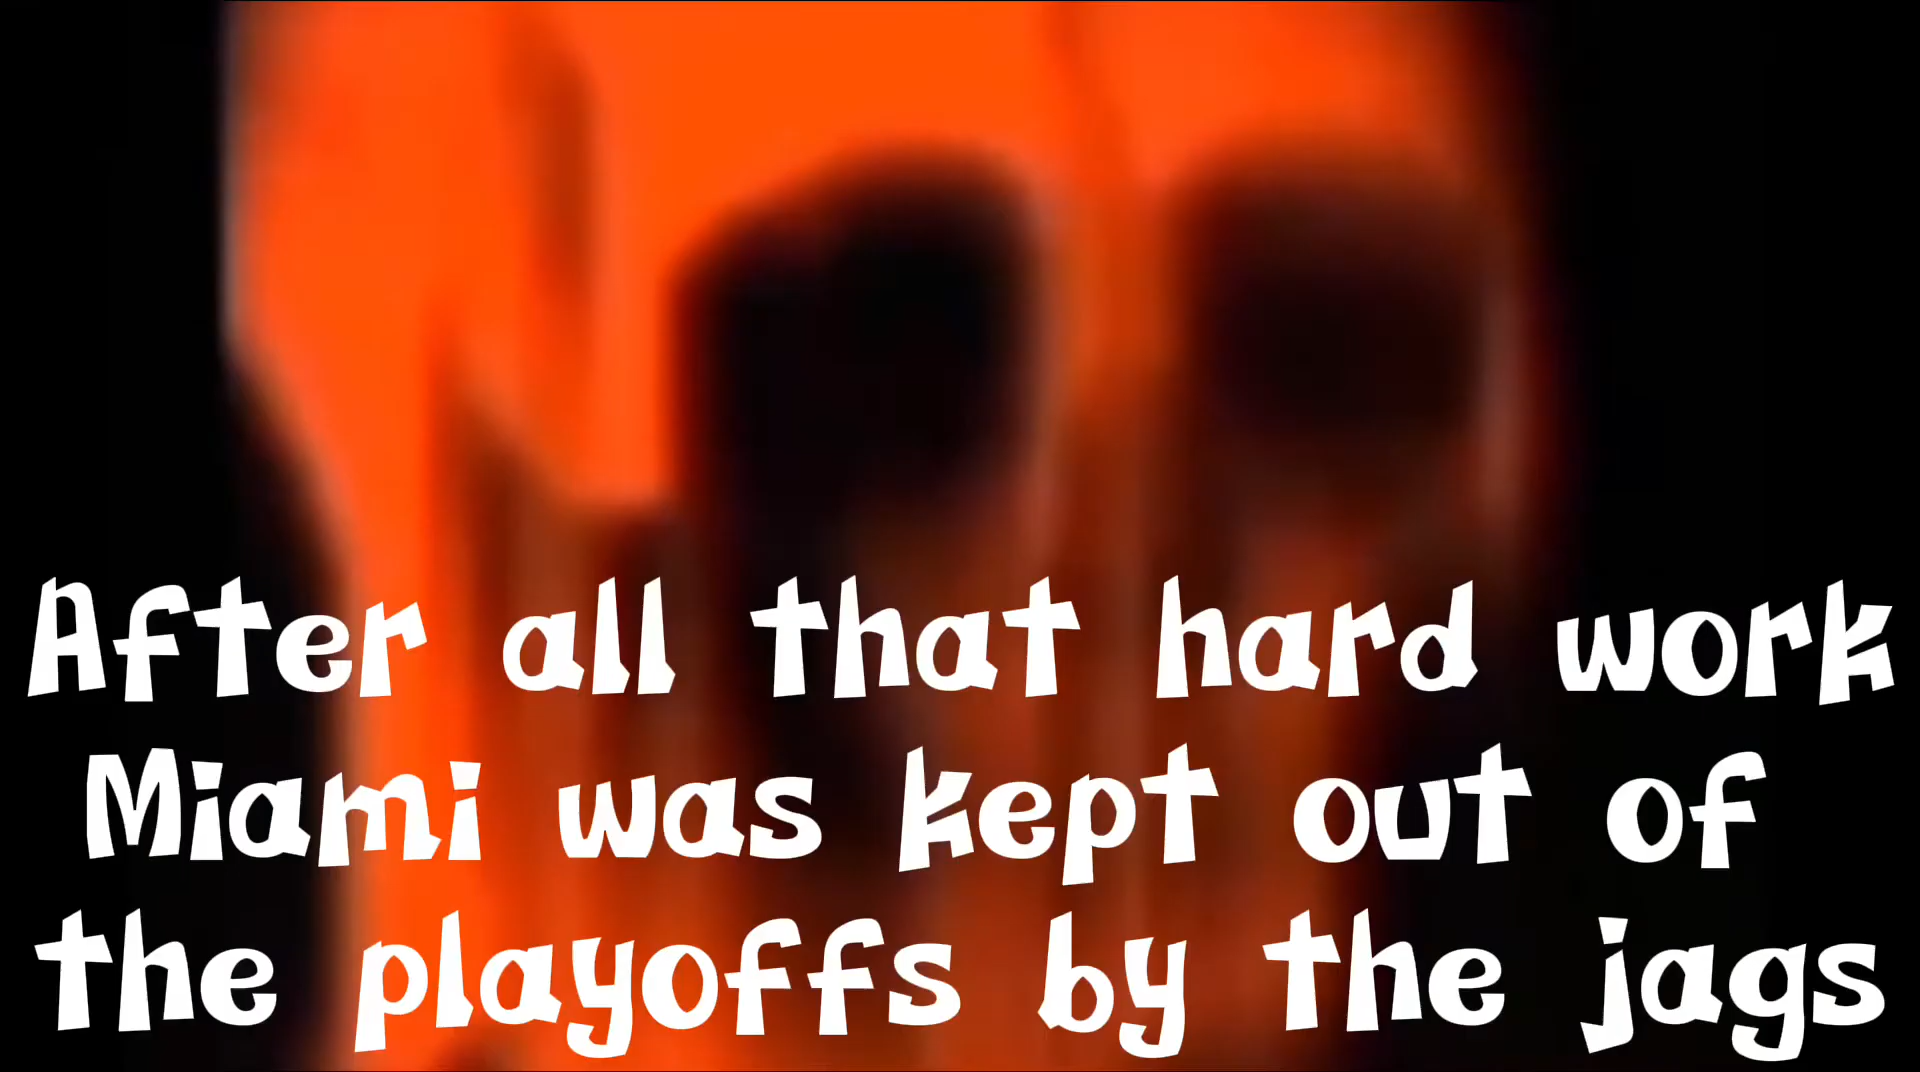 After all that hard work
Miami was kept out of
the playoffs by the jags